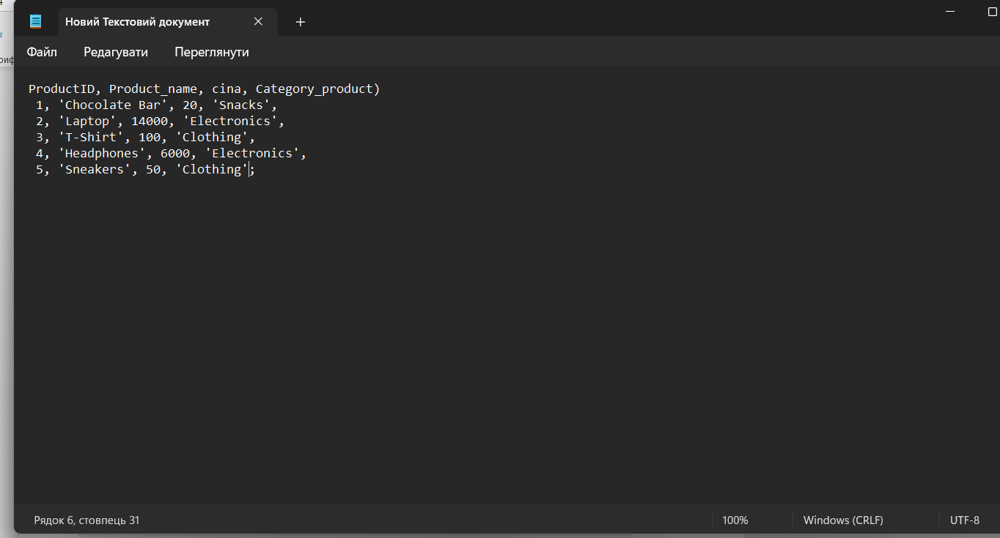 Новий Текстовий документ
Файл Редагувати Переглянути
ProductID, Product_name, cina, Category_product)
1, 'Chocolate Bar', 20, 'Snacks',
2, 'Laptop', 14000, 'Electronics',
3, 'T-Shirt', 100, 'Clothing',
4, 'Headphones', 6000, 'Electronics',
5, 'Sneakers', 50, 'Clothing';
Рядок 6, стовпець 31 100% Windows (CRLF) UTF-8